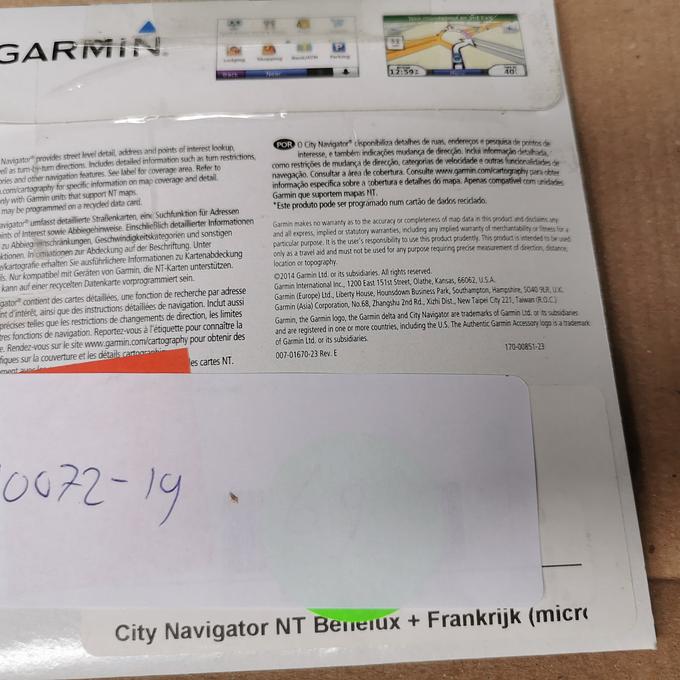 GARMIN
Lodging Shopping Bank/ATM Parking
Back Near
12:59
40
Navigator® provides street level detail, address and points of interest lookup,
ell as turn-by-turn directions. Includes detailed information such as turn restrictions,
ories and other navigation features. See label for coverage area. Refer to
.com/cartography for specific information on map coverage and detail.
nly with Garmin units that support NT maps.
may be programmed on a recycled data card.
avigator® umfasst detaillierte Straßenkarten, eine Suchfunktion für Adressen
ints of Interest sowie Abbiegehinweise. Einschließlich detaillierter Informationen
zu Abbiegeeinschränkungen, Geschwindigkeitskategorien und sonstigen
ktionen. Informationen zur Abdeckung auf der Beschriftung. Unter
/kartografie erhalten Sie ausführlichere Informationen zu Kartenabdeckung
ls. Nur kompatibel mit Geräten von Garmin, die NT-Karten unterstützen.
kann auf einer recycelten Datenkarte vorprogrammiert sein.
igator® contient des cartes détaillées, une fonction de recherche par adresse
nt d'intérêt, ainsi que des instructions détaillées de navigation. Inclut aussi
précises telles que les restrictions de changements de direction, les limites
tres fonctions de navigation. Reportez-vous à l'étiquette pour connaître la
e. Rendez-vous sur le site www.garmin.com/cartography pour obtenir des
fiques sur la couverture et les détails cartographiq
les cartes NT.
POR O City Navigator® disponibiliza detalhes de ruas, endereços e pesquisa de pontos de
interesse, e também indicações mudança de direcção. Inclui informação detalhada,
como restrições de mudança de direcção, categorias de velocidade e outras funcionalidades de
navegação. Consultar a área de cobertura. Consulte www.garmin.com/cartography para obter
informação específica sobre a cobertura e detalhes do mapa. Apenas compatível com unidades
Garmin que suportem mapas NT.
*Este produto pode ser programado num cartão de dados reciclado.
Garmin makes no warranty as to the accuracy or completeness of map data in this product and disclaims any
and all express, implied or statutory warranties, including any implied warranty of merchantability or fitness for a
particular purpose. It is the user's responsibility to use this product prudently. This product is intended to be used
only as a travel aid and must not be used for any purpose requiring precise measurement of direction, distance,
location or topography.
©2014 Garmin Ltd. or its subsidiaries. All rights reserved.
Garmin International Inc., 1200 East 151st Street, Olathe, Kansas, 66062, U.S.A.
Garmin (Europe) Ltd., Liberty House, Hounsdown Business Park, Southampton, Hampshire, SO40 9LR, U.K.
Garmin (Asia) Corporation, No.68, Zhangshu 2nd Rd., Xizhi Dist., New Taipei City 221, Taiwan (R.O.C.)
Garmin, the Garmin logo, the Garmin delta and City Navigator are trademarks of Garmin Ltd. or its subsidiaries
and are registered in one or more countries, including the U.S. The Authentic Garmin Accessory logo is a trademark
of Garmin Ltd. or its subsidiaries.
007-01670-23 Rev. E
170-00851-23
0072-19
City Navigator NT Benelux + Frankrijk (micro